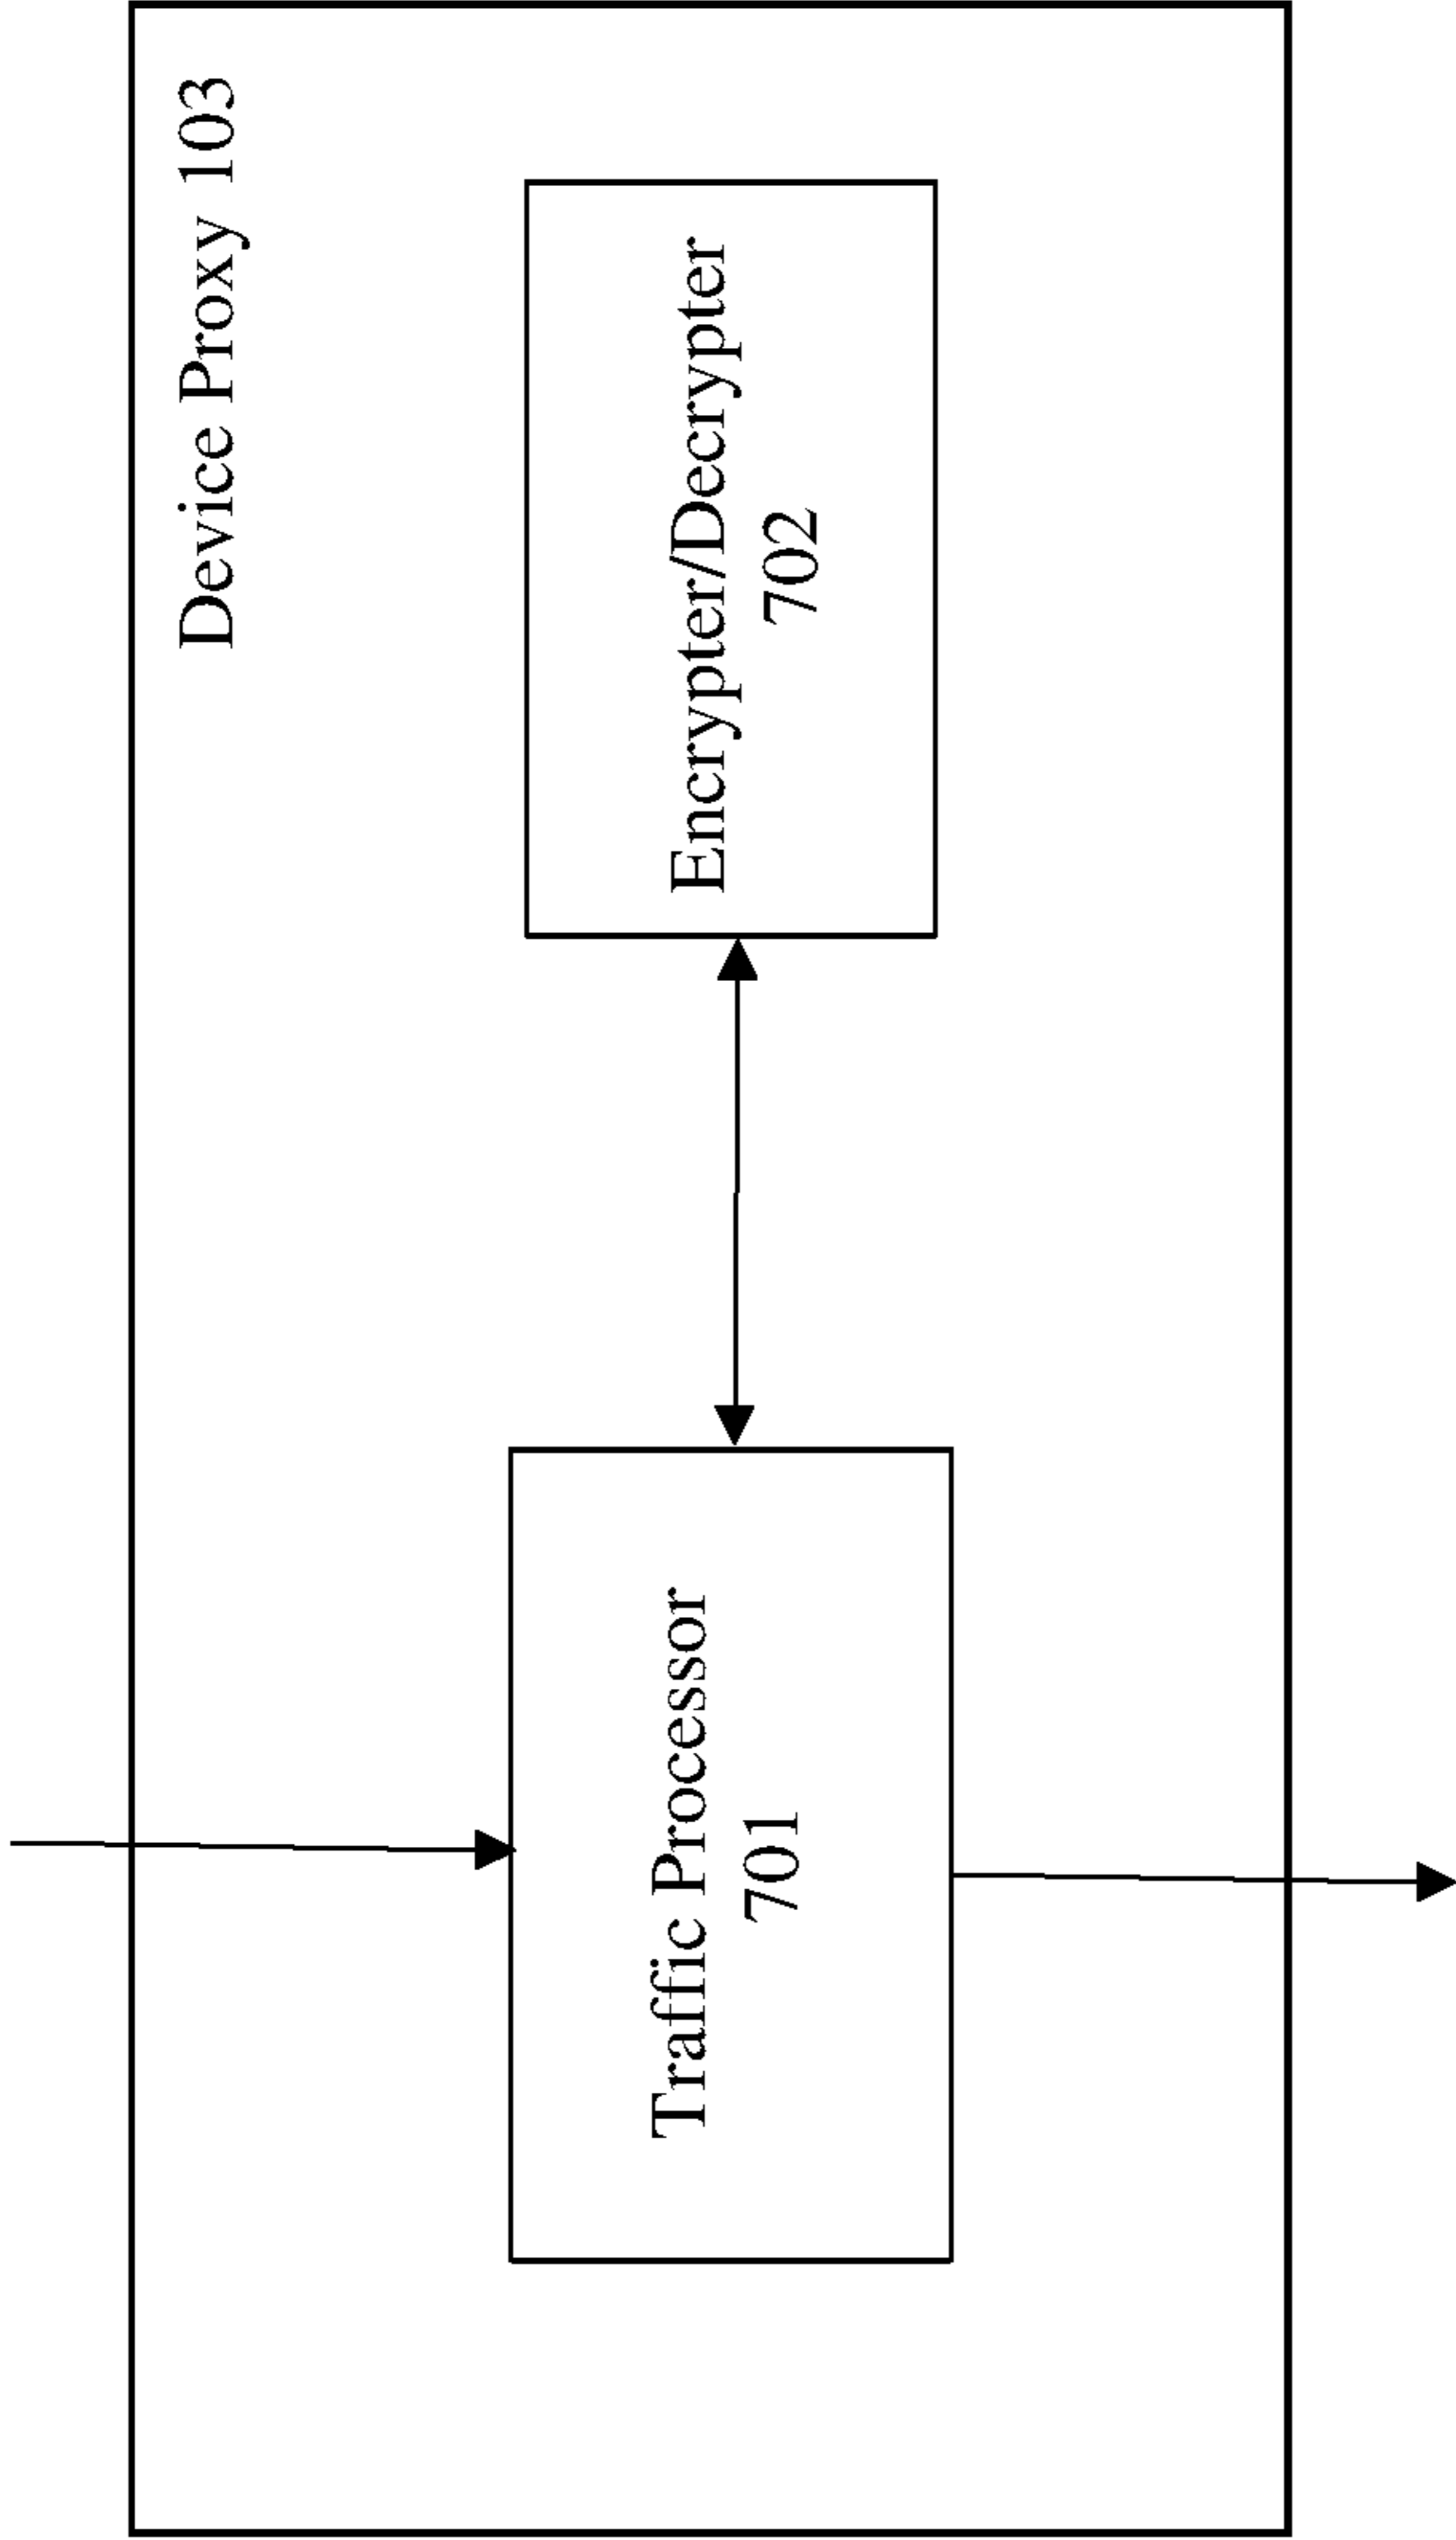 Device Proxy 103
Traffic Processor
701
Encrypter/Decrypter
702